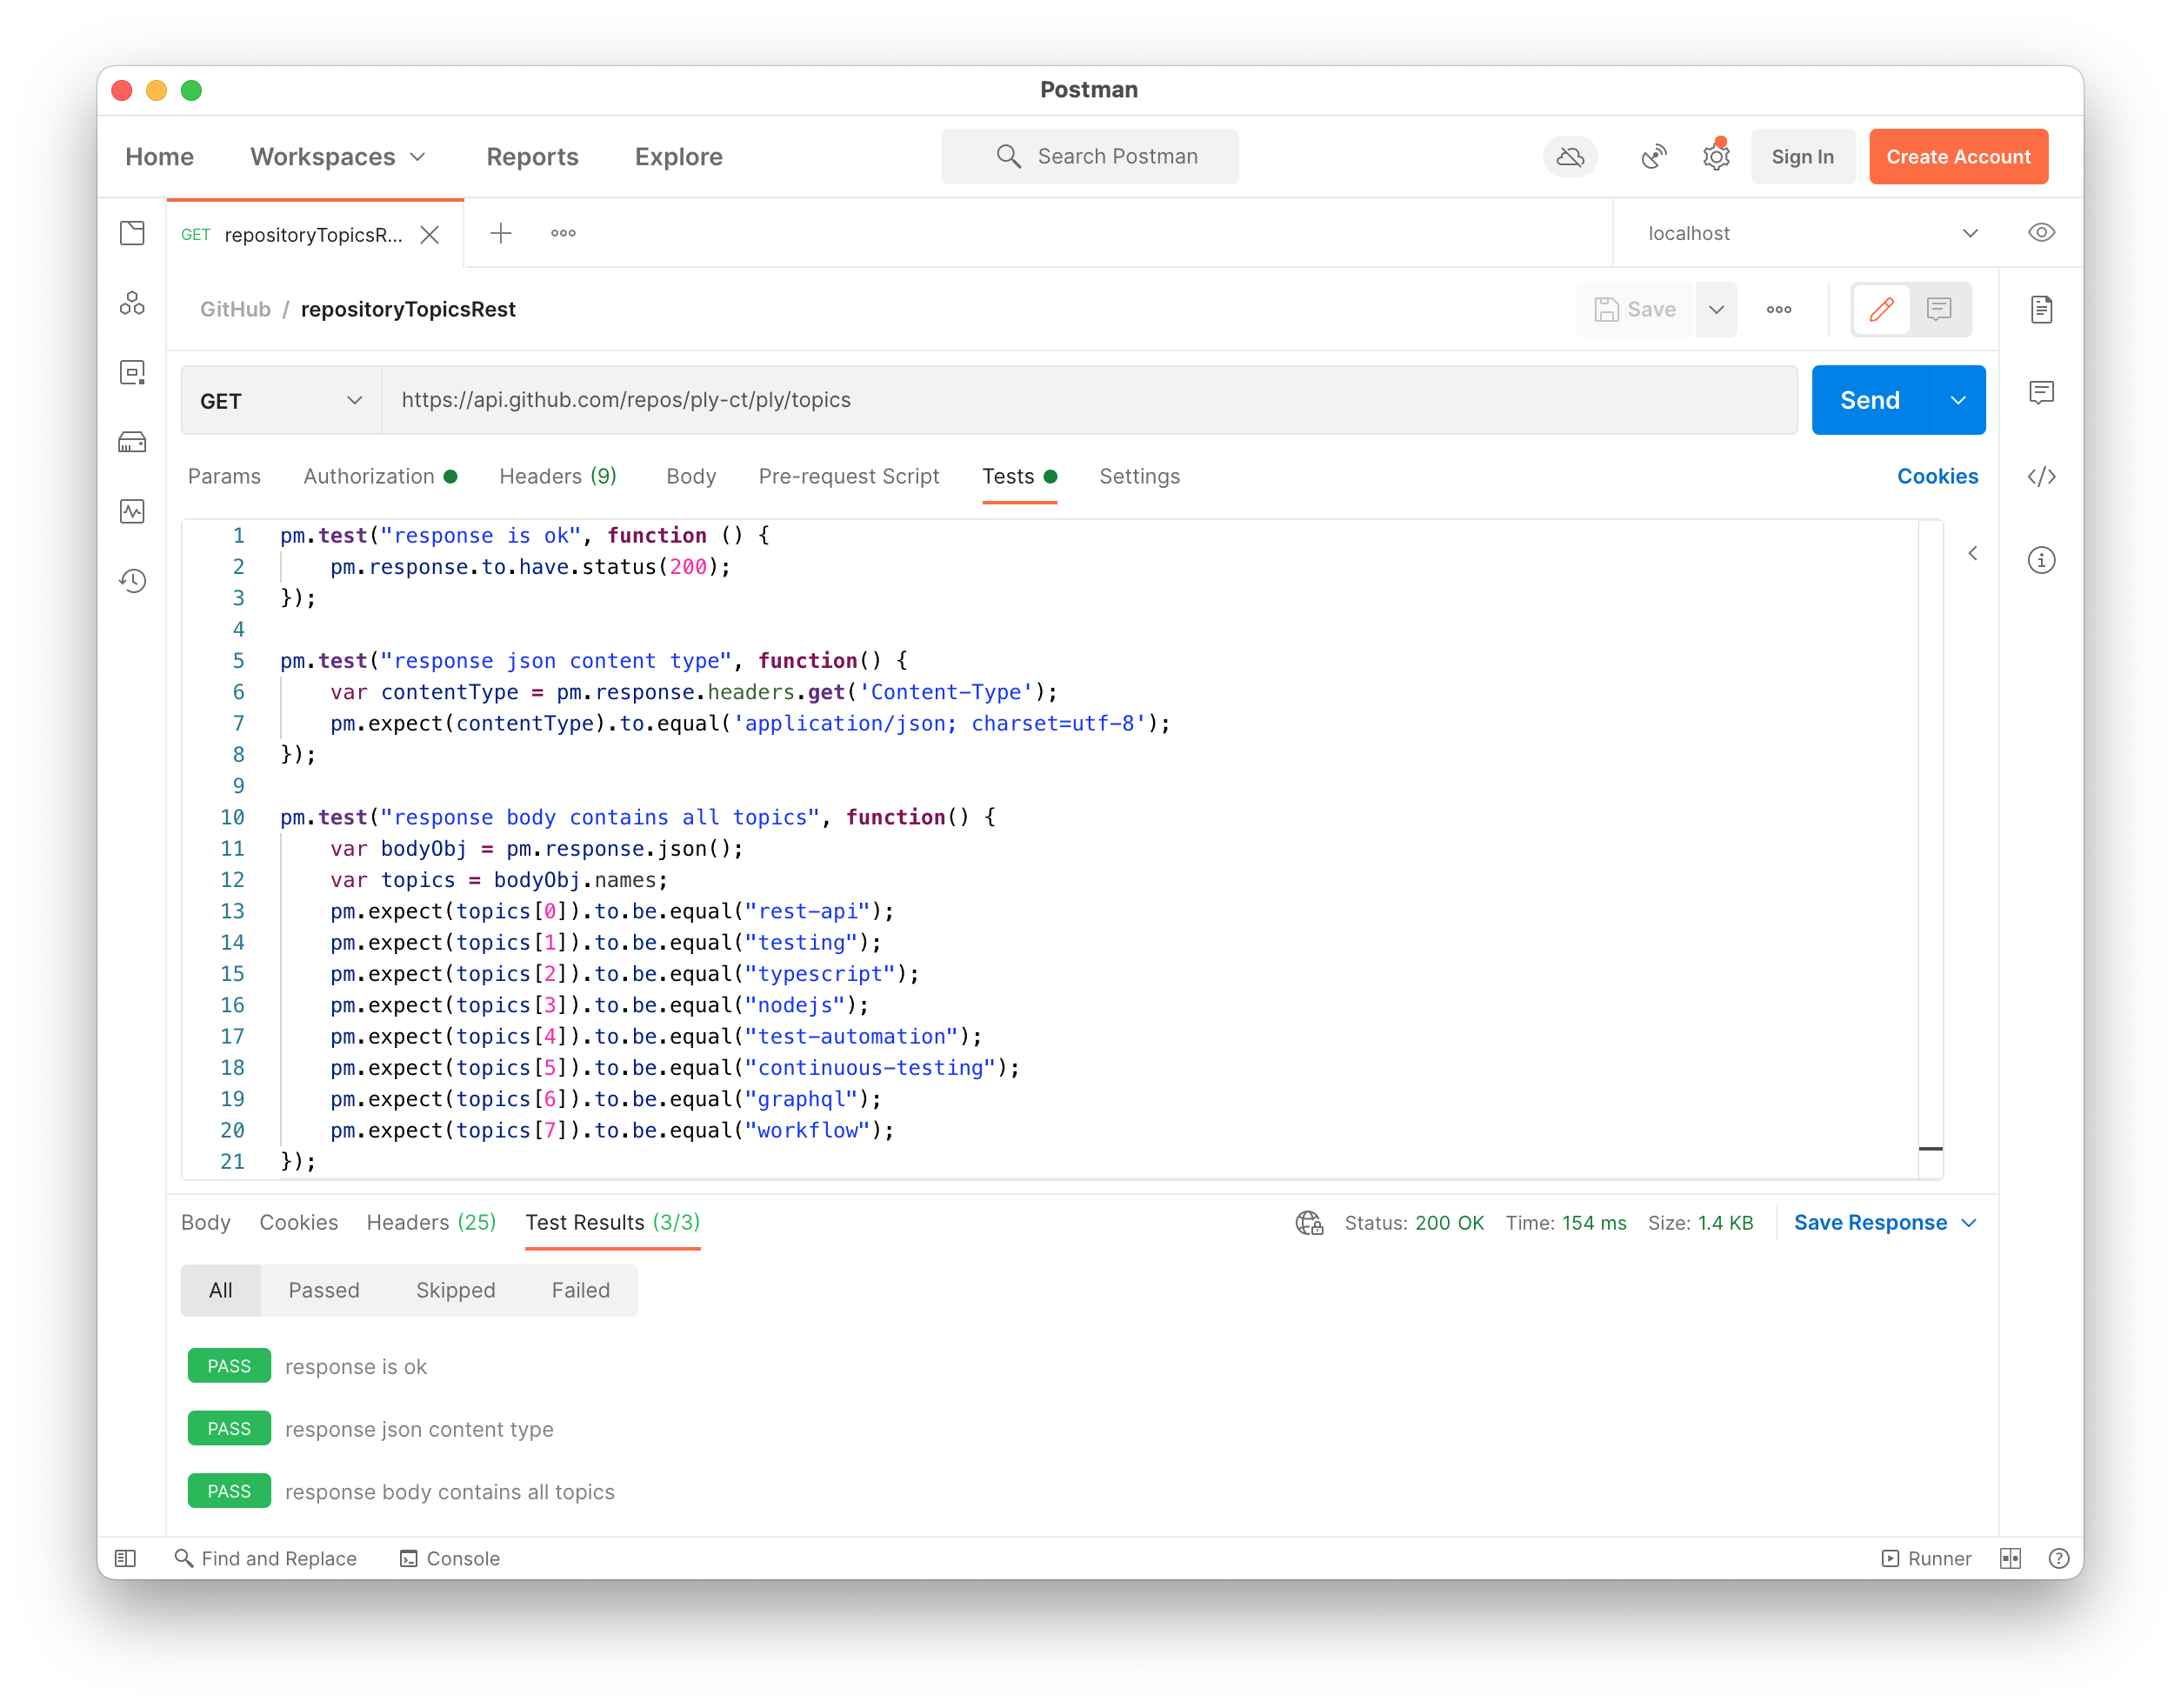 Postman
Home Workspaces Reports Explore Search Postman Sign In Create Account
GET repositoryTopicsR... localhost
GitHub / repositoryTopicsRest Save
GET https://api.github.com/repos/ply-ct/ply/topics Send
Params Authorization Headers (9) Body Pre-request Script Tests Settings Cookies
1 pm.test("response is ok", function () {
2     pm.response.to.have.status(200);
3 });
4
5 pm.test("response json content type", function() {
6     var contentType = pm.response.headers.get('Content-Type');
7     pm.expect(contentType).to.equal('application/json; charset=utf-8');
8 });
9
10 pm.test("response body contains all topics", function() {
11     var bodyObj = pm.response.json();
12     var topics = bodyObj.names;
13     pm.expect(topics[0]).to.be.equal("rest-api");
14     pm.expect(topics[1]).to.be.equal("testing");
15     pm.expect(topics[2]).to.be.equal("typescript");
16     pm.expect(topics[3]).to.be.equal("nodejs");
17     pm.expect(topics[4]).to.be.equal("test-automation");
18     pm.expect(topics[5]).to.be.equal("continuous-testing");
19     pm.expect(topics[6]).to.be.equal("graphql");
20     pm.expect(topics[7]).to.be.equal("workflow");
21 });
Body Cookies Headers (25) Test Results (3/3) Status: 200 OK Time: 154 ms Size: 1.4 KB Save Response
All Passed Skipped Failed
PASS response is ok
PASS response json content type
PASS response body contains all topics
Find and Replace Console Runner